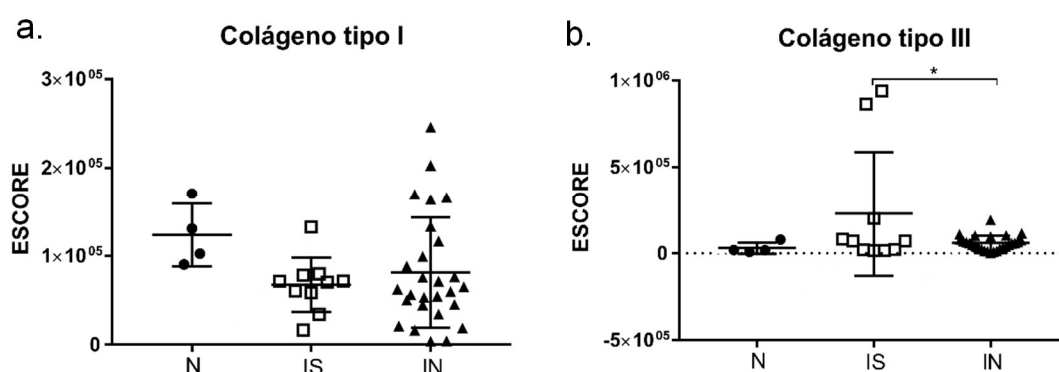 a.
Colágeno tipo I
ESCORE
3×10⁰⁵
2×10⁰⁵
1×10⁰⁵
0
N IS IN
b.
Colágeno tipo III
ESCORE
1×10⁰⁶
5×10⁰⁵
0
-5×10⁰⁵
*
N IS IN